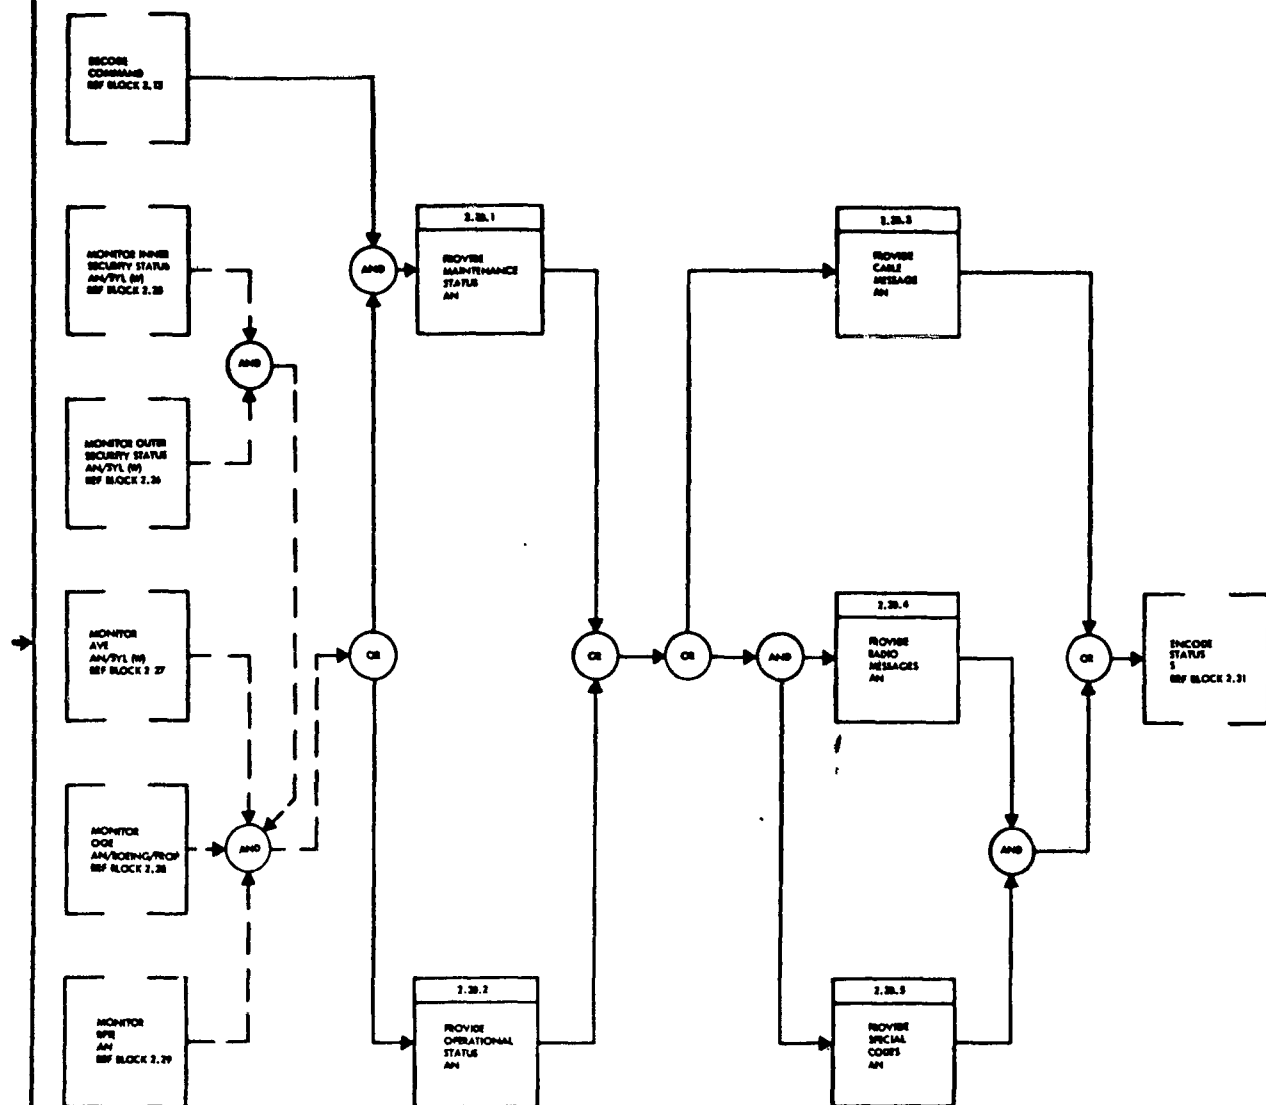 DECODE
COMMAND
REF BLOCK 2.13
MONITOR INNER
SECURITY STATUS
AN/SYL (W)
REF BLOCK 2.25
MONITOR OUTER
SECURITY STATUS
AN/SYL (W)
REF BLOCK 2.26
MONITOR
AVE
AN/SYL (W)
REF BLOCK 2 27
MONITOR
OGE
AN/BOEING/PROP
REF BLOCK 2.28
MONITOR
AN
REF BLOCK 2.29
AND
AND
AND
OR
2.30.1
PROVIDE
MAINTENANCE
STATUS
AN
2.30.2
PROVIDE
OPERATIONAL
STATUS
AN
OR
OR
AND
2.30.3
PROVIDE
CABLE
MESSAGE
AN
2.30.4
PROVIDE
RADIO
MESSAGES
AN
2.30.5
PROVIDE
SPECIAL
CODES
AN
AND
OR
ENCODE
STATUS
S
REF BLOCK 2.31